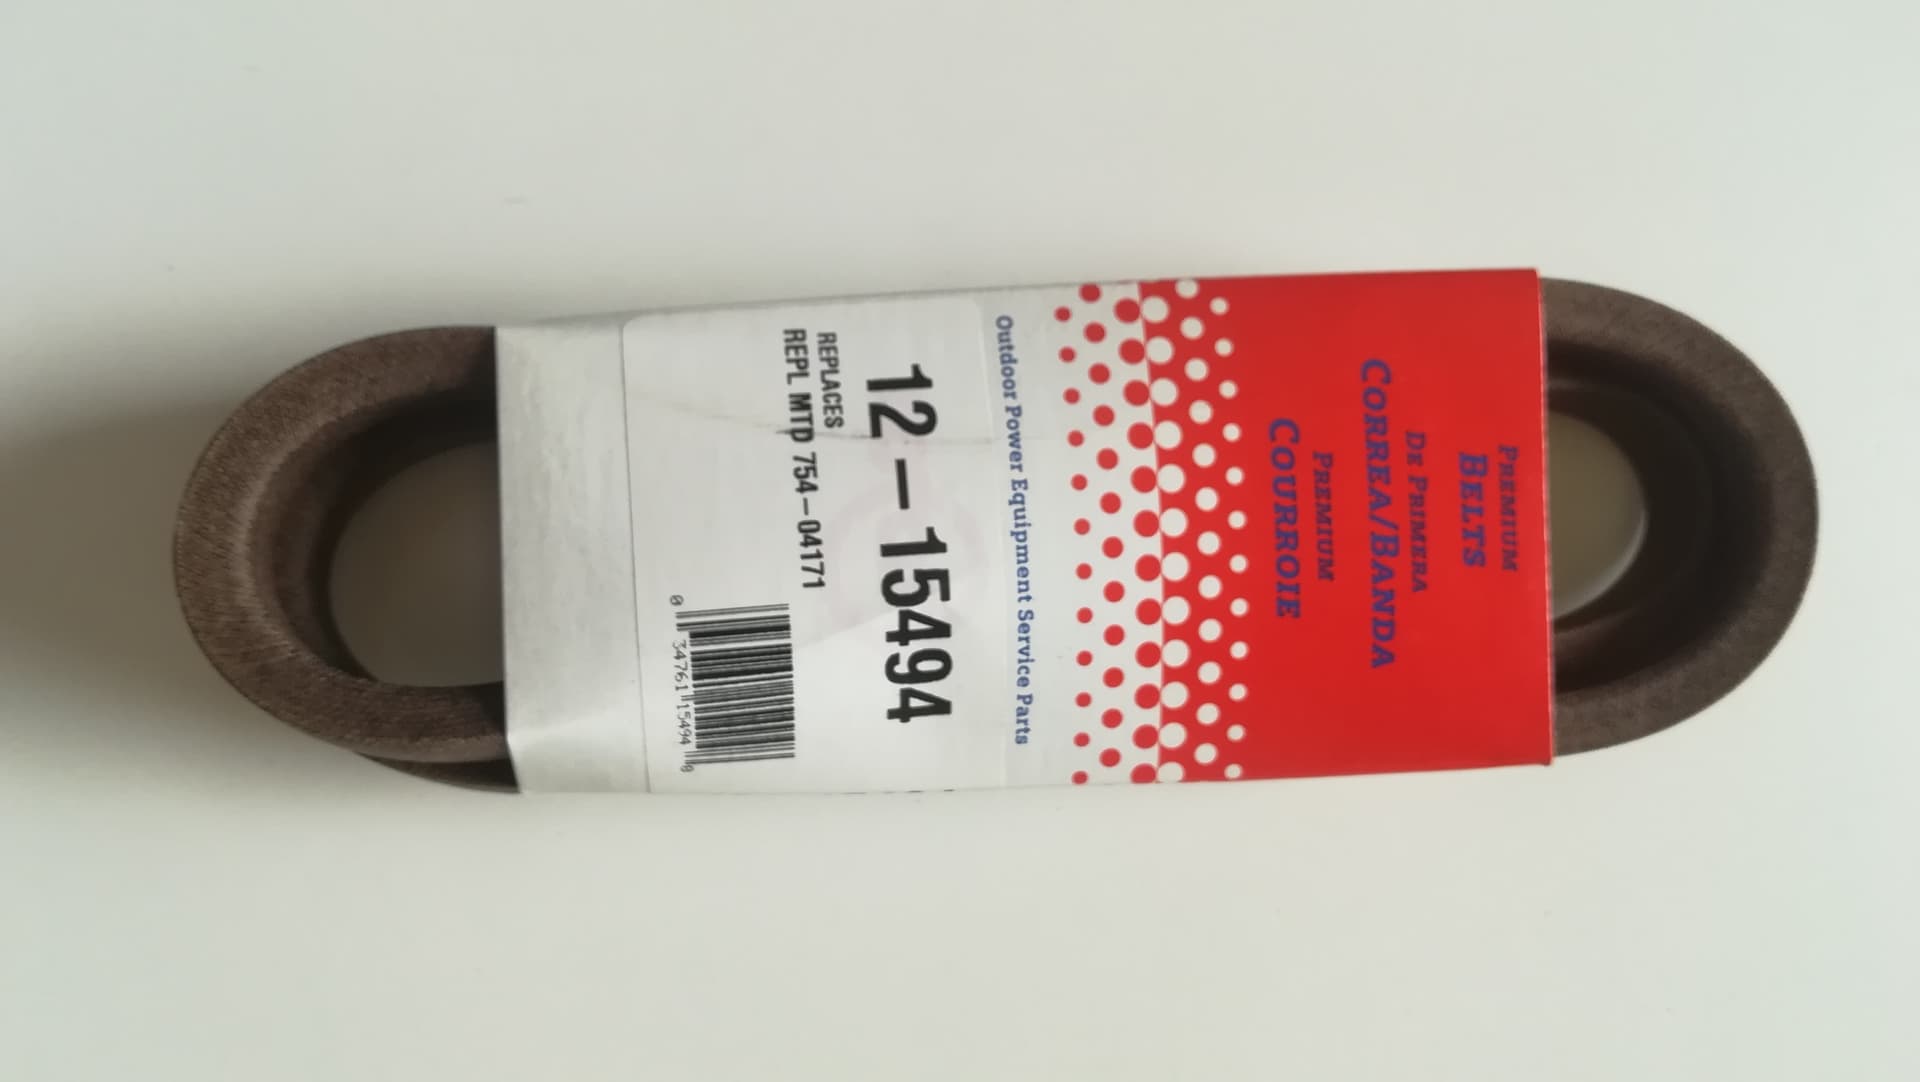 PREMIUM
BELTS
DE PRIMERA
CORREA/BANDA
PREMIUM
COURROIE
Outdoor Power Equipment Service Parts
12-15494
REPLACES
REPL MTD 754-04171
0 34761 15494 8